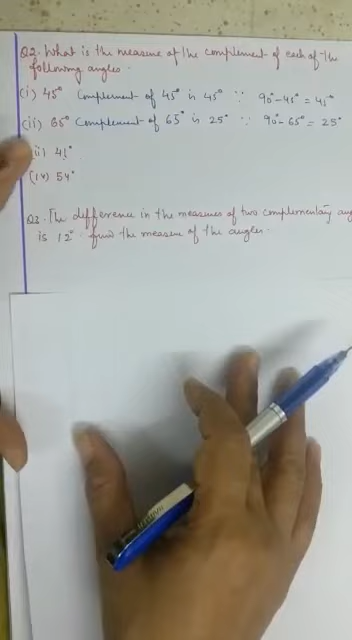 Q2. What is the measure of the complement of each of the
following angles.
(i) 45° Complement of 45° is 45° ∵ 90°-45° = 45°
(ii) 65° Complement of 65° is 25° ∵ 90°-65° = 25°
ii) 41°
(iv) 54°
Q3. The difference in the measures of two complementary
is 12°. find the measure of the angles.